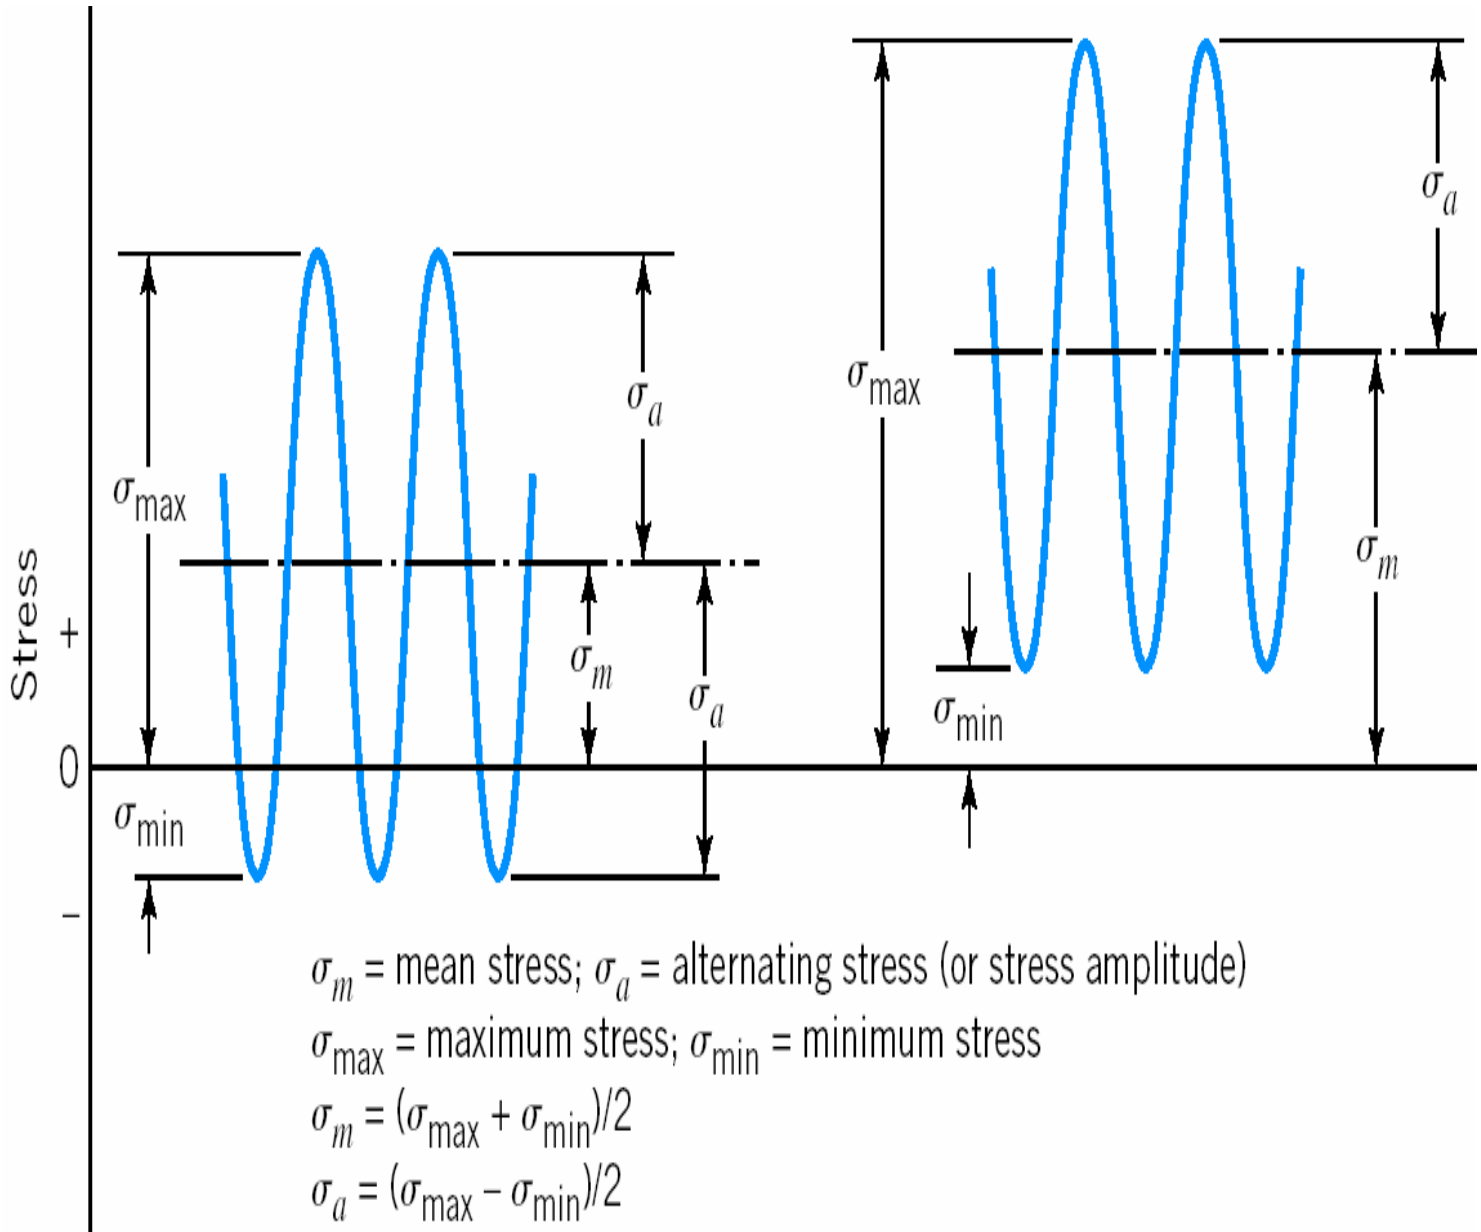 σa
σa
σmax
σa
σmax
σm
Stress
+
σm
σa
σmin
0
σmin
–
σm = mean stress; σa = alternating stress (or stress amplitude)
σmax = maximum stress; σmin = minimum stress
σm = (σmax + σmin)/2
σa = (σmax – σmin)/2